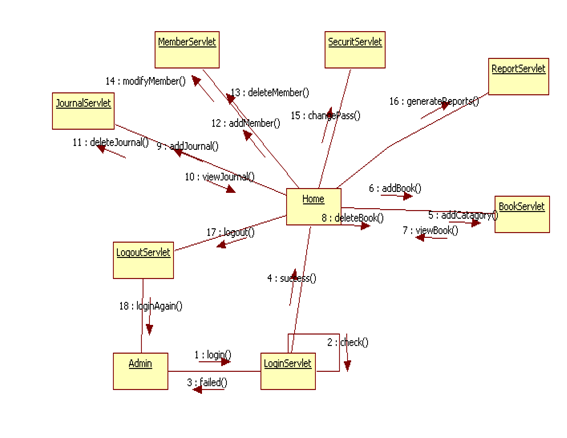 MemberServlet
SecuritServlet
ReportServlet
14 : modifyMember()
13 : deleteMember()
JournalServlet
16 : generateReports()
15 : changePass()
12 : addMember()
11 : deleteJournal()
9 : addJournal()
10 : viewJournal()
6 : addBook()
Home
BookServlet
8 : deleteBook()
5 : addCatagory()
7 : viewBook()
17 : logout()
LogoutServlet
4 : success()
18 : loginAgain()
2 : check()
1 : login()
Admin
LoginServlet
3 : failed()